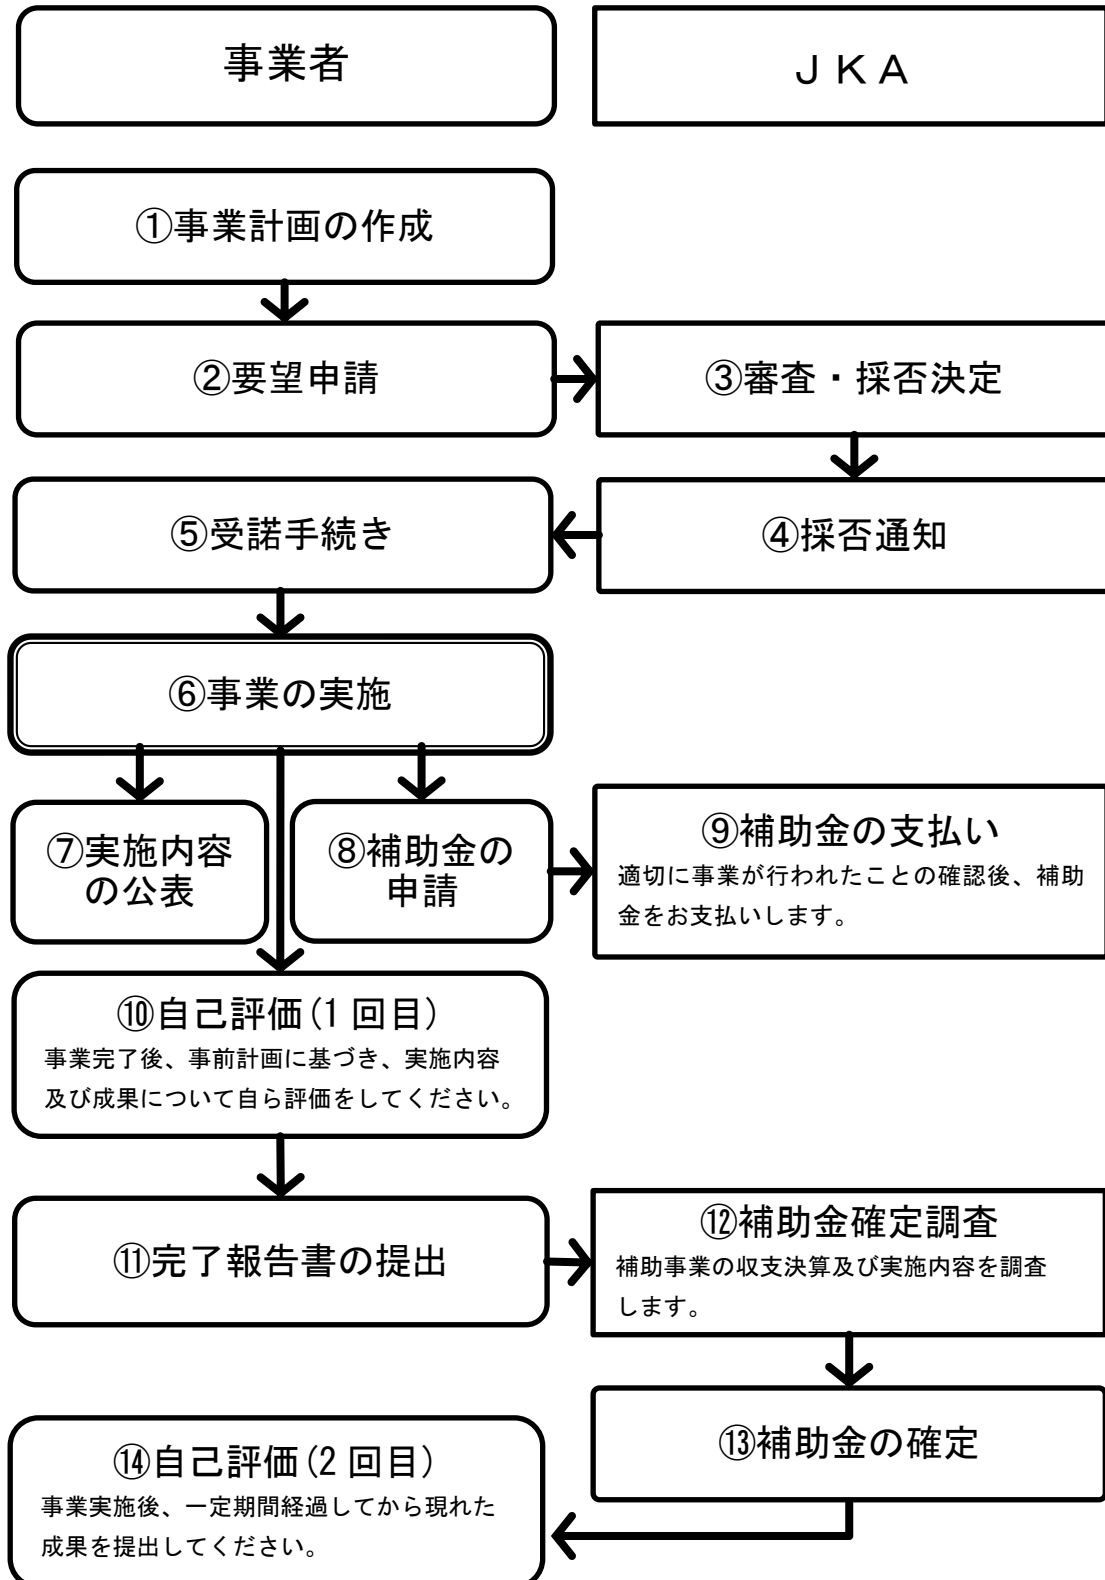 事業者
ＪＫＡ
①事業計画の作成
②要望申請
③審査・採否決定
⑤受諾手続き
④採否通知
⑥事業の実施
⑦実施内容
の公表
⑧補助金の
申請
⑨補助金の支払い
適切に事業が行われたことの確認後、補助
金をお支払いします。
⑩自己評価(1 回目)
事業完了後、事前計画に基づき、実施内容
及び成果について自ら評価をしてください。
⑪完了報告書の提出
⑫補助金確定調査
補助事業の収支決算及び実施内容を調査
します。
⑬補助金の確定
⑭自己評価(2 回目)
事業実施後、一定期間経過してから現れた
成果を提出してください。